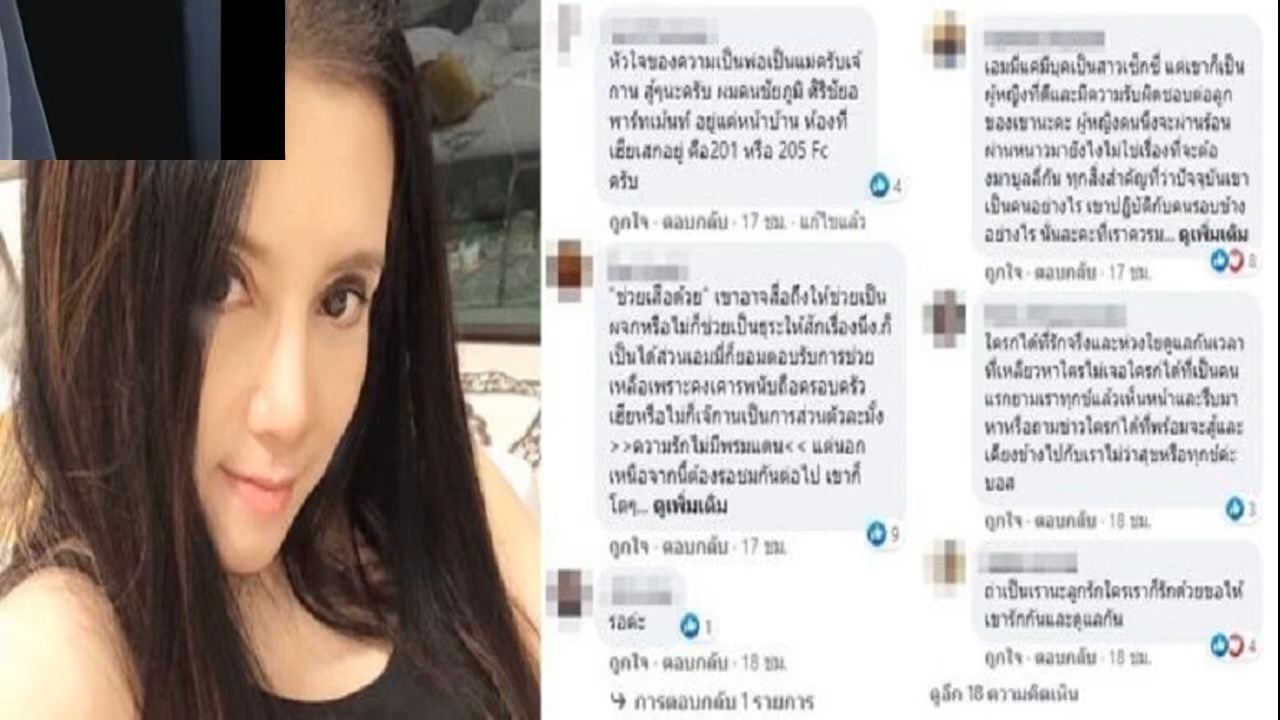 หัวใจของความเป็นพ่อเป็นแม่ครับเจ๊
กาน สู้ๆนะครับ ผมคนชัยภูมิ ศิริชัยอ
พาร์ทเม้นท์ อยู่แค่หน้าบ้าน ห้องที่
เฮียเสกอยู่ คือ201 หรือ 205 Fc
ครับ
4
ถูกใจ · ตอบกลับ · 17 ชม. · แก้ไขแล้ว
"ช่วยเสือด้วย" เขาอาจสื่อถึงให้ช่วยเป็น
ผจกหรือไม่ก็ช่วยเป็นธุระให้สักเรื่องนึง.ก็
เป็นได้ส่วนเอมมี่ก็ยอมตอบรับการช่วย
เหลือเพราะคงเคารพนับถือครอบครัว
เฮียหรือไม่ก็เจ๊กานเป็นการส่วนตัวละมั้ง
>>ความรักไม่มีพรมแดน<< แต่นอก
เหนือจากนี้ต้องรอชมกันต่อไป เขาก็
โตๆ... ดูเพิ่มเติม
9
ถูกใจ · ตอบกลับ · 17 ชม.
รอค่ะ
1
ถูกใจ · ตอบกลับ · 18 ชม.
↳ การตอบกลับ 1 รายการ
เอมมี่แค่มีบุคเป็นสาวเซ็กซี่ แต่เขาก็เป็น
ผู้หญิงที่ดีและมีความรับผิดชอบต่อลูก
ของเขานะคะ ผู้หญิงคนนึงจะผ่านร้อน
ผ่านหนาวมายังไงไม่ใช่เรื่องที่จะต้อ
งมาบูลลี่กัน ทุกสิ่งสำคัญที่ว่าปัจจุบันเขา
เป็นคนอย่างไร เขาปฏิบัติกับคนรอบข้าง
อย่างไร นั่นละคะที่เราควรม... ดูเพิ่มเติม
8
ถูกใจ · ตอบกลับ · 17 ชม.
ใครก็ได้ที่รักจริงและห่วงใยดูแลกันเวลา
ที่เหลียวหาใครไม่เจอใครก็ได้ที่เป็นคน
แรกยามเราทุกข์แล้วเห็นหน้าและรีบมา
หาหรือถามข่าวใครก็ได้ที่พร้อมจะสู้และ
เคียงข้างไปกับเราไม่ว่าสุขหรือทุกข์ค่ะ
บอส
3
ถูกใจ · ตอบกลับ · 18 ชม.
ถ้าเป็นเรานะลูกรักใครเราก็รักด้วยขอให้
เขารักกันและดูแลกัน
4
ถูกใจ · ตอบกลับ · 18 ชม.
ดูอีก 18 ความคิดเห็น